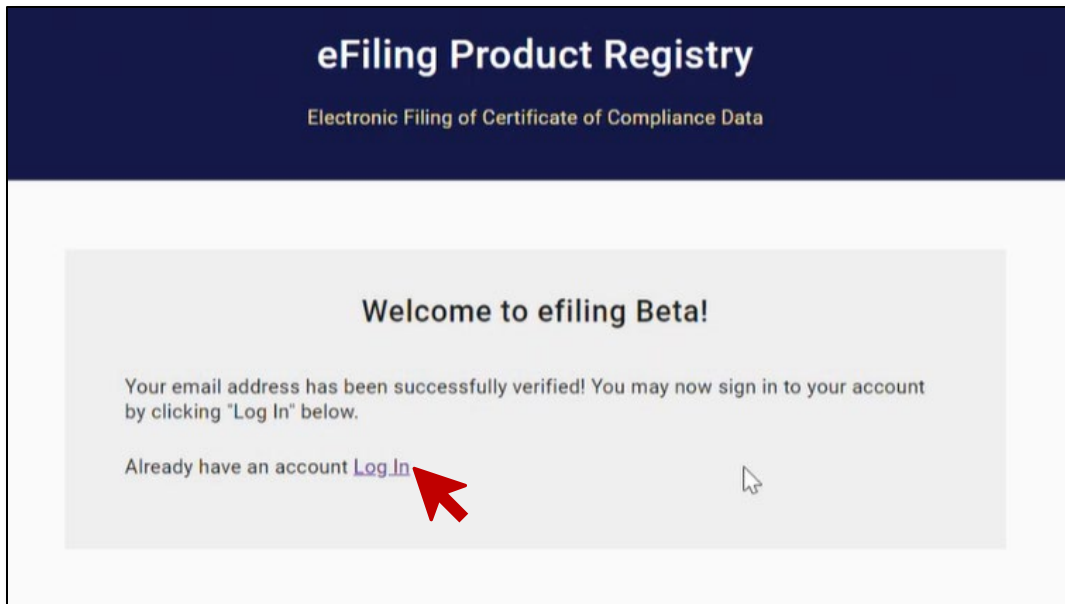 eFiling Product Registry
Electronic Filing of Certificate of Compliance Data
Welcome to efiling Beta!
Your email address has been successfully verified! You may now sign in to your account
by clicking "Log In" below.
Already have an account Log In